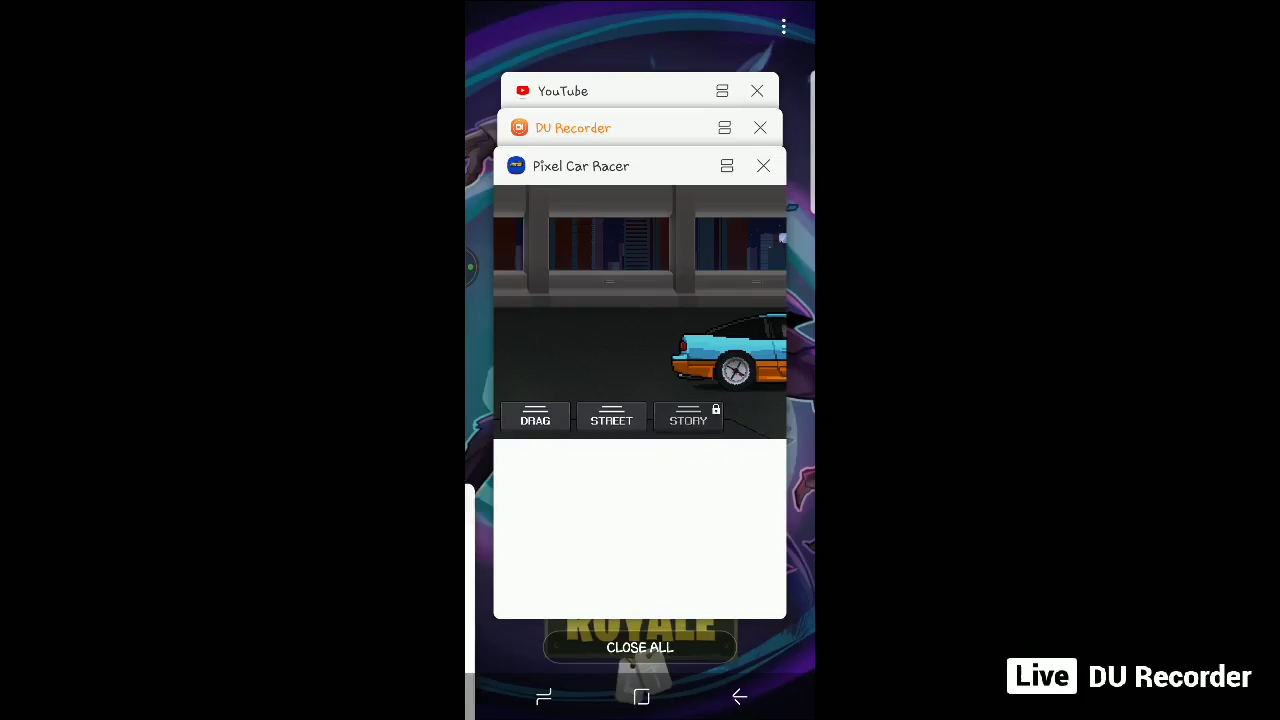 YouTube
DU Recorder
Pixel Car Racer
DRAG
STREET
STORY
ROYALE
CLOSE ALL
Live DU Recorder